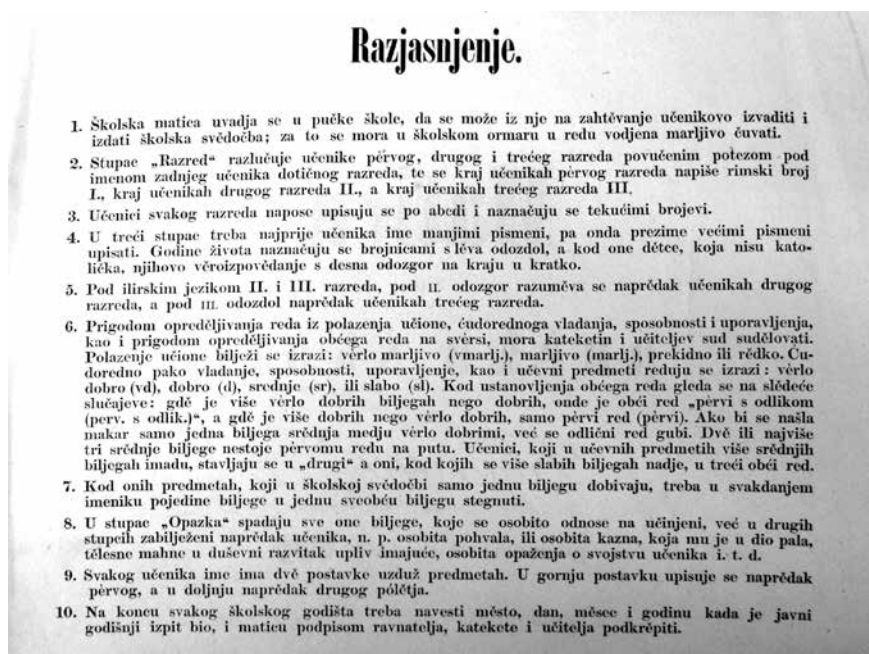 Razjasnjenje.
1. Školska matica uvadja se u pučke škole, da se može iz nje na zahtěvanje učenikovo izvaditi i
izdati školska svědočba; za to se mora u školskom ormaru u redu vodjena marljivo čuvati.
2. Stupac „Razred“ razlučuje učenike pèrvog, drugog i trećeg razreda povučenim potezom pod
imenom zadnjeg učenika dotičnog razreda, te se kraj učenikah pèrvog razreda napiše rimski broj
I., kraj učenikah drugog razreda II., a kraj učenikah trećeg razreda III.
3. Učenici svakog razreda napose upisuju se po abcdi i naznačuju se tekućimi brojevi.
4. U treći stupac treba najprije učenika ime manjimi pismeni, pa onda prezime većimi pismeni
upisati. Godine života naznačuju se brojnicami s lěva odozdol, a kod one dětce, koja nisu kato-
lička, njihovo věroizpovědanje s desna odozgor na kraju u kratko.
5. Pod ilirskim jezikom II. i III. razreda, pod II. odozgor razuměva se naprědak učenikah drugog
razreda, a pod III. odozdol naprědak učenikah trećeg razreda.
6. Prigodom oprěděljivanja reda iz polazenja učione, ćudorednoga vladanja, sposobnosti i uporavljenja,
kao i prigodom opreděljivanja obćega reda na svèrsi, mora kateketin i učiteljev sud sudělovati.
Polazenje učione bilježi se izrazi: vèrlo marljivo (vmarlj.), marljivo (marlj.), prekidno ili rědko. Ću-
doredno pako vladanje, sposobnosti, uporavljenje, kao i učevni predmeti reduju se izrazi: vèrlo
dobro (vd), dobro (d), srednje (sr), ili slabo (sl). Kod ustanovljenja obćega reda gleda se na slědeće
slučajeve: gdě je više vèrlo dobrih biljegah nego dobrih, onde je obći red „pèrvi s odlikom
(perv. s odlik.)“, a gdě je više dobrih nego vèrlo dobrih, samo pèrvi red (pèrvi). Ako bi se našla
makar samo jedna biljega srědnja medju vèrlo dobrimi, već se odlični red gubi. Dvě ili najviše
tri srědnje biljege nestoje pèrvomu redu na putu. Učenici, koji u učevnih predmetih više srědnjih
biljegah imadu, stavljaju se u „drugi“ a oni, kod kojih se više slabih biljegah nadje, u treći obći red.
7. Kod onih predmetah, koji u školskoj svědočbi samo jednu biljegu dobivaju, treba u svakdanjem
imeniku pojedine biljege u jednu sveobću biljegu stegnuti.
8. U stupac „Opazka“ spadaju sve one biljege, koje se osobito odnose na učinjeni, već u drugih
stupcih zabilježeni naprědak učenika, n. p. osobita pohvala, ili osobita kazna, koja mu je u dio pala,
tělesne mahne u duševni razvitak upliv imajuće, osobita opaženja o svojstvu učenika i. t. d.
9. Svakog učenika ime ima dvě postavke uzduž predmetah. U gornju postavku upisuje se naprědak
pèrvog, a u doljnju naprědak drugog pólětja.
10. Na koncu svakog školskog godišta treba navesti město, dan, měsec i godinu kada je javni
godišnji izpit bio, i maticu podpisom ravnatelja, katekete i učitelja podkrěpiti.